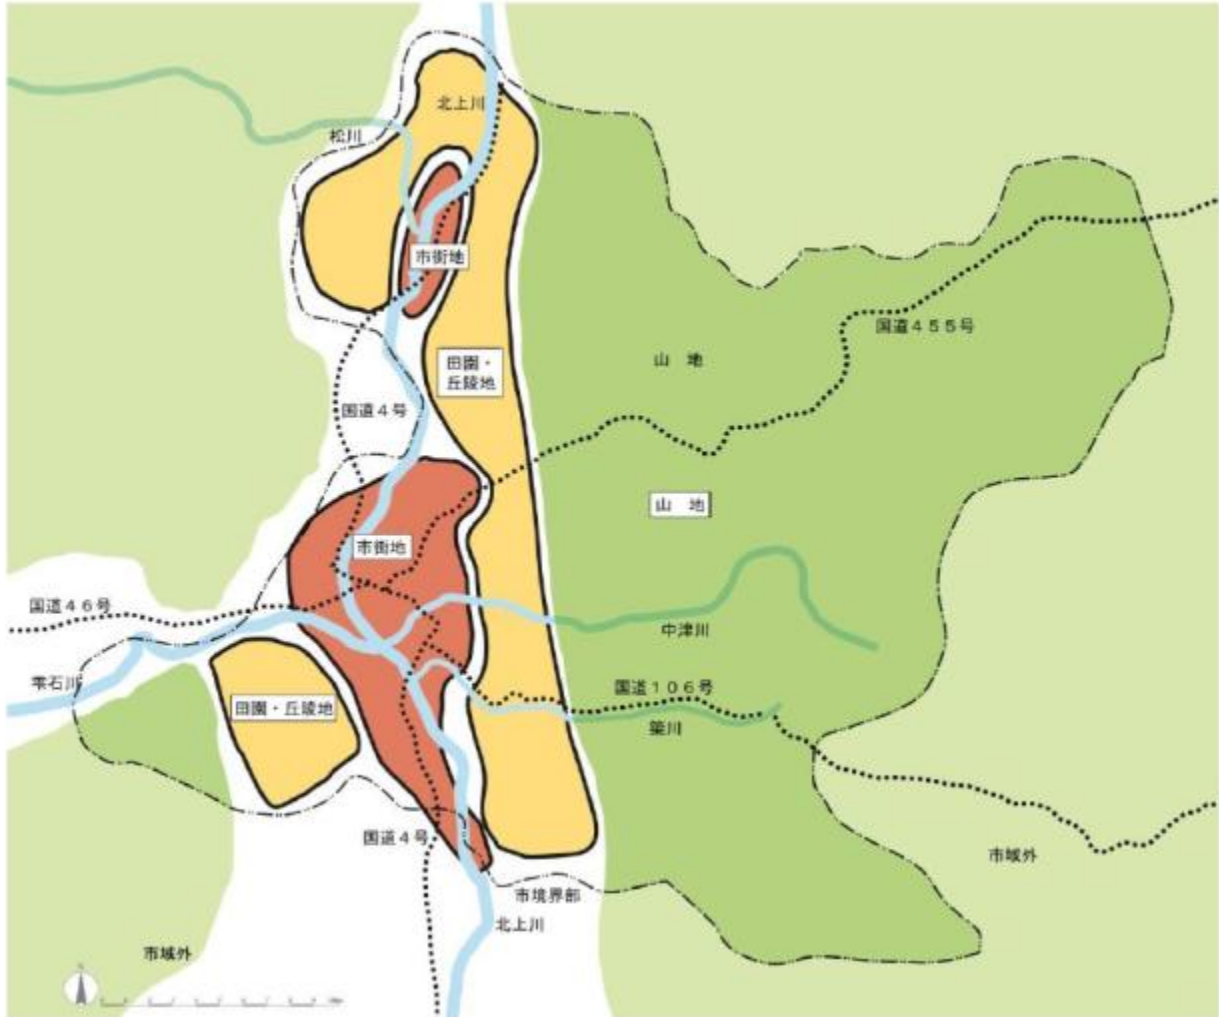 北上川
松川
市街地
田園・
丘陵地
山 地
国道455号
国道4号
山 地
市街地
国道46号
中津川
雫石川
国道106号
田園・丘陵地
簗川
国道4号
市域外
市境界部
北上川
市域外